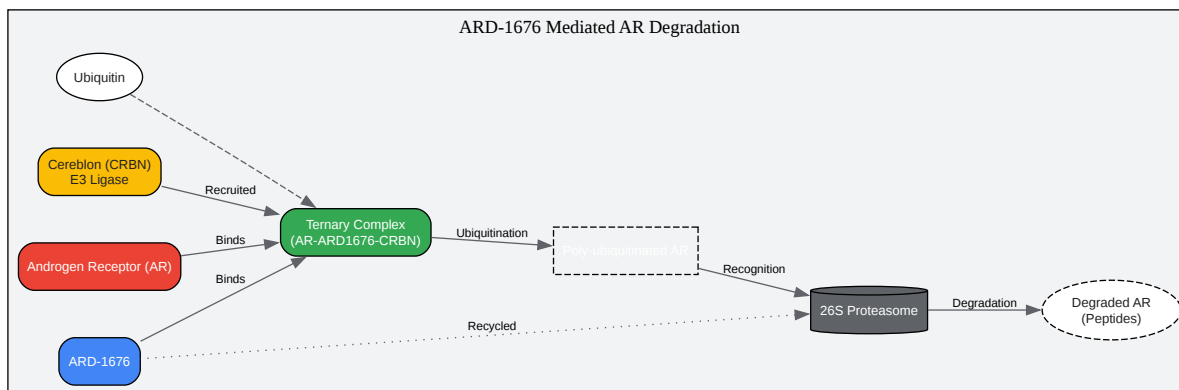 ARD-1676 Mediated AR Degradation
Ubiquitin
Cereblon (CRBN)
E3 Ligase
Recruited
Androgen Receptor (AR)
Binds
Binds
ARD-1676
Ternary Complex
(AR-ARD1676-CRBN)
Ubiquitination
Poly-ubiquitinated AR
Recognition
Recycled
26S Proteasome
Degradation
Degraded AR
(Peptides)